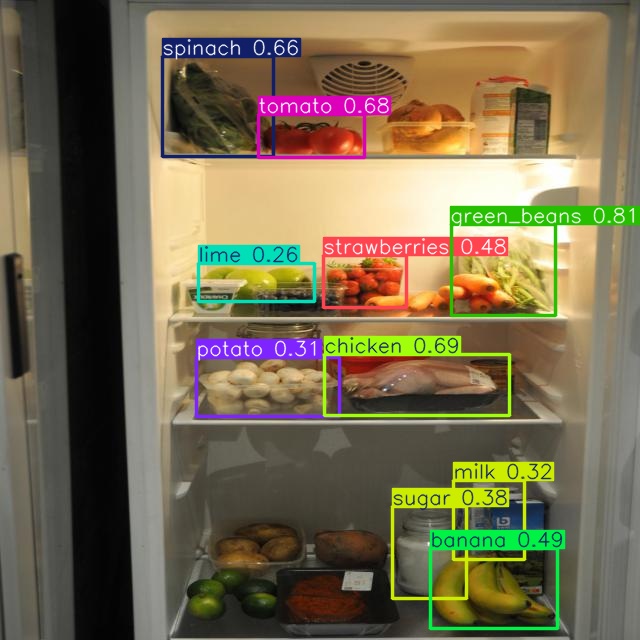 spinach 0.66
tomato 0.68
green_beans 0.81
strawberries 0.48
lime 0.26
chicken 0.69
potato 0.31
milk 0.32
sugar 0.38
banana 0.49